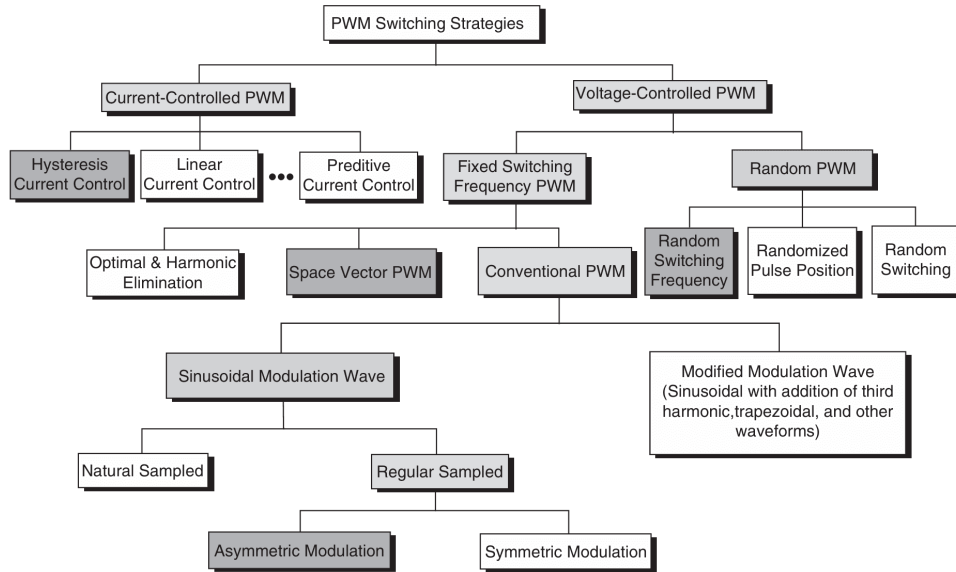 PWM Switching Strategies
Current-Controlled PWM
Voltage-Controlled PWM
Hysteresis
Current Control
Linear
Current Control
•••
Preditive
Current Control
Fixed Switching
Frequency PWM
Random PWM
Optimal & Harmonic
Elimination
Space Vector PWM
Conventional PWM
Random
Switching
Frequency
Randomized
Pulse Position
Random
Switching
Sinusoidal Modulation Wave
Modified Modulation Wave
(Sinusoidal with addition of third
harmonic,trapezoidal, and other
waveforms)
Natural Sampled
Regular Sampled
Asymmetric Modulation
Symmetric Modulation